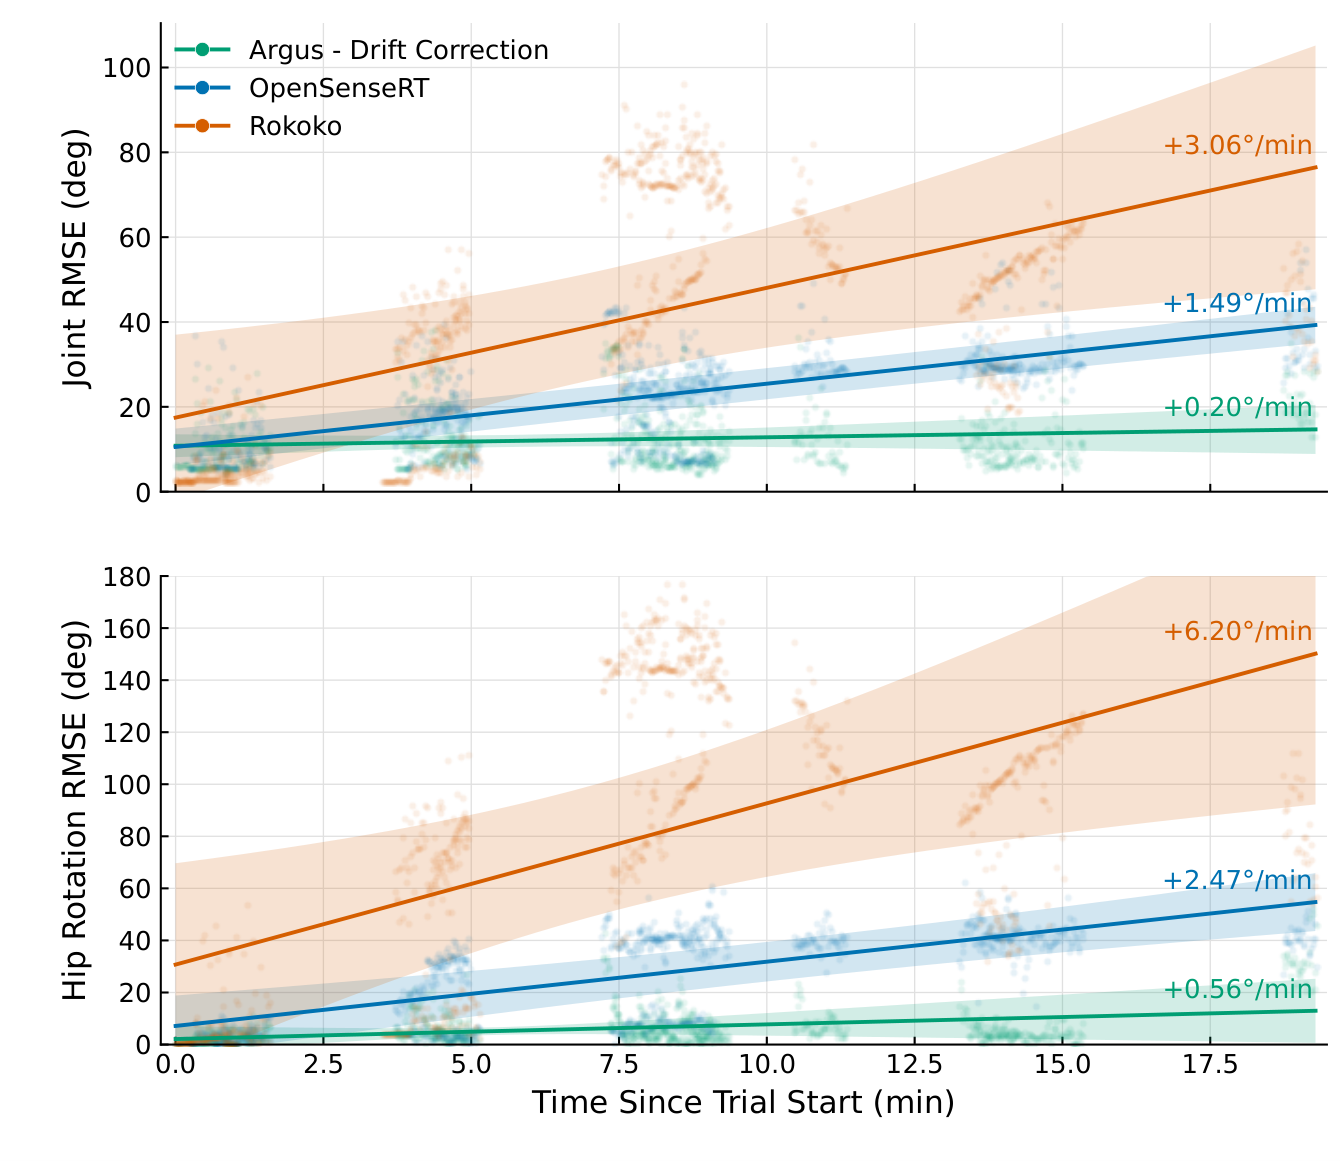 Argus - Drift Correction
OpenSenseRT
Rokoko
Joint RMSE (deg)
100
80
60
40
20
0
+3.06°/min
+1.49°/min
+0.20°/min
Hip Rotation RMSE (deg)
180
160
140
120
100
80
60
40
20
0
+6.20°/min
+2.47°/min
+0.56°/min
0.0 2.5 5.0 7.5 10.0 12.5 15.0 17.5
Time Since Trial Start (min)